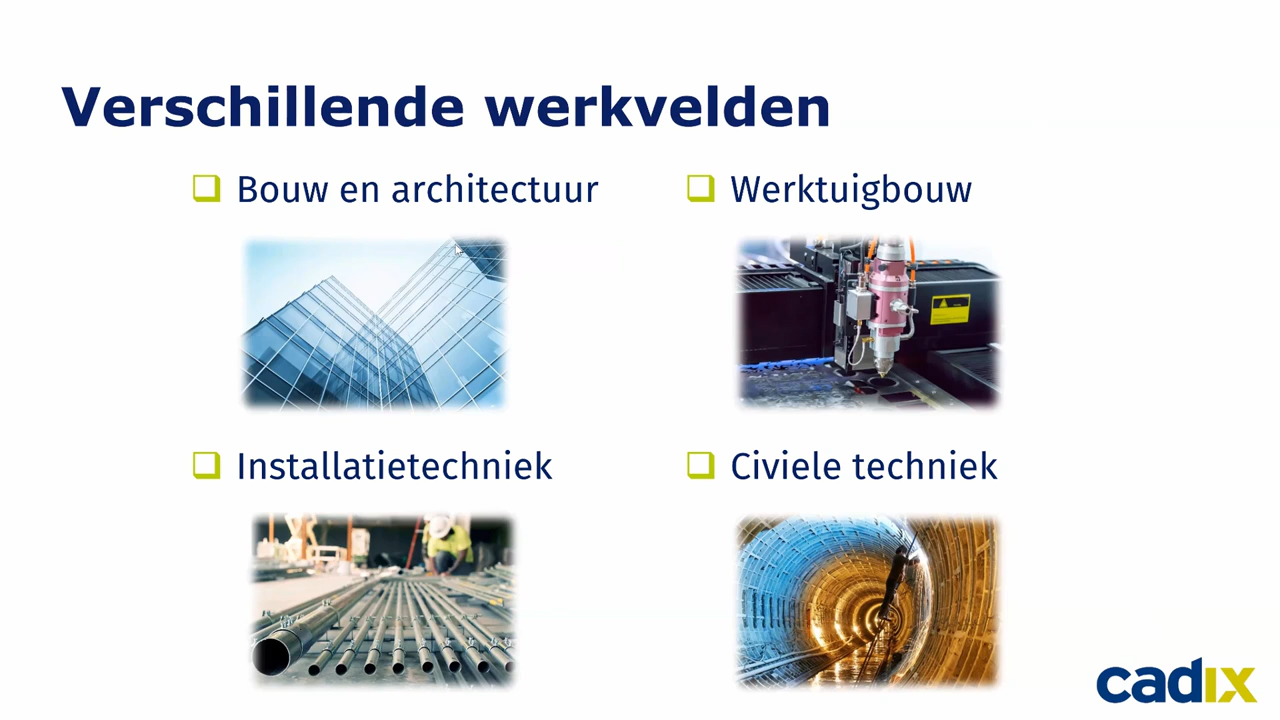 Verschillende werkvelden
Bouw en architectuur
Werktuigbouw
Installatietechniek
Civiele techniek
cadix